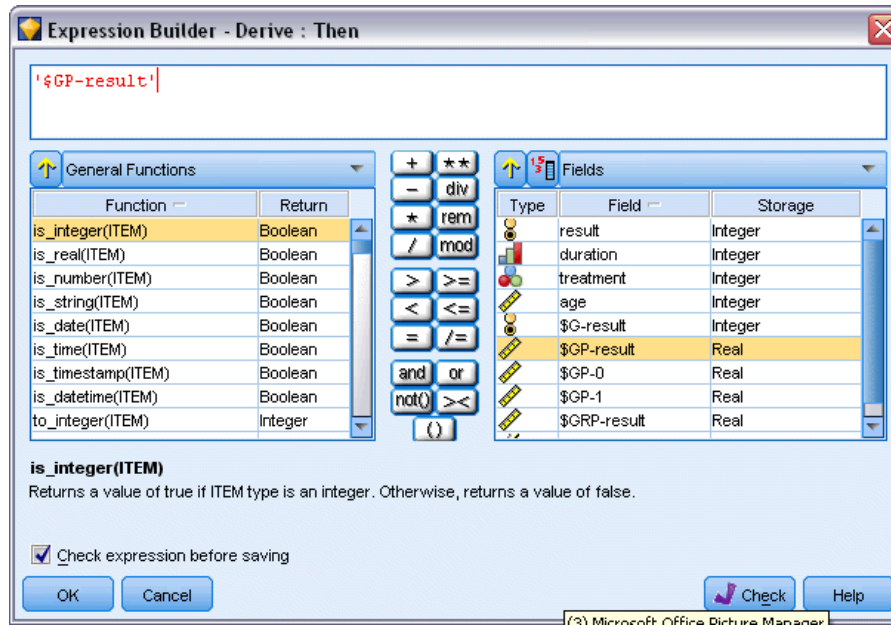 Expression Builder - Derive : Then
'$GP-result'
General Functions
Function Return
is_integer(ITEM) Boolean
is_real(ITEM) Boolean
is_number(ITEM) Boolean
is_string(ITEM) Boolean
is_date(ITEM) Boolean
is_time(ITEM) Boolean
is_timestamp(ITEM) Boolean
is_datetime(ITEM) Boolean
to_integer(ITEM) Integer
+ **
- div
* rem
/ mod
> >=
< <=
= /=
and or
not() ><
()
Fields
Type Field Storage
result Integer
duration Integer
treatment Integer
age Integer
$G-result Integer
$GP-result Real
$GP-0 Real
$GP-1 Real
$GRP-result Real
is_integer(ITEM)
Returns a value of true if ITEM type is an integer. Otherwise, returns a value of false.
Check expression before saving
OK Cancel Check Help
(3) Microsoft Office Picture Manager